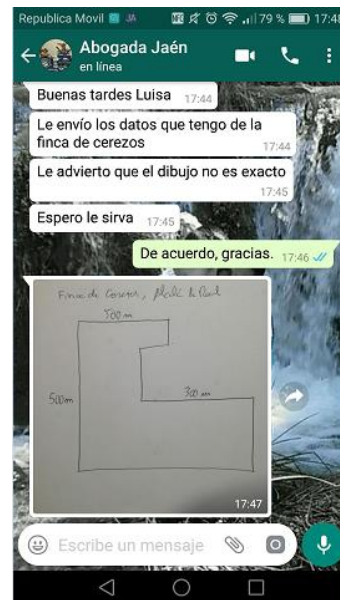 Republica Movil JA 79 % 17:48
Abogada Jaén
en línea
Buenas tardes Luisa 17:44
Le envío los datos que tengo de la
finca de cerezos 17:44
Le advierto que el dibujo no es exacto
17:45
Espero le sirva 17:45
De acuerdo, gracias. 17:46
Finca de Cerezos,
500 m
500m
300 m
17:47
Escribe un mensaje